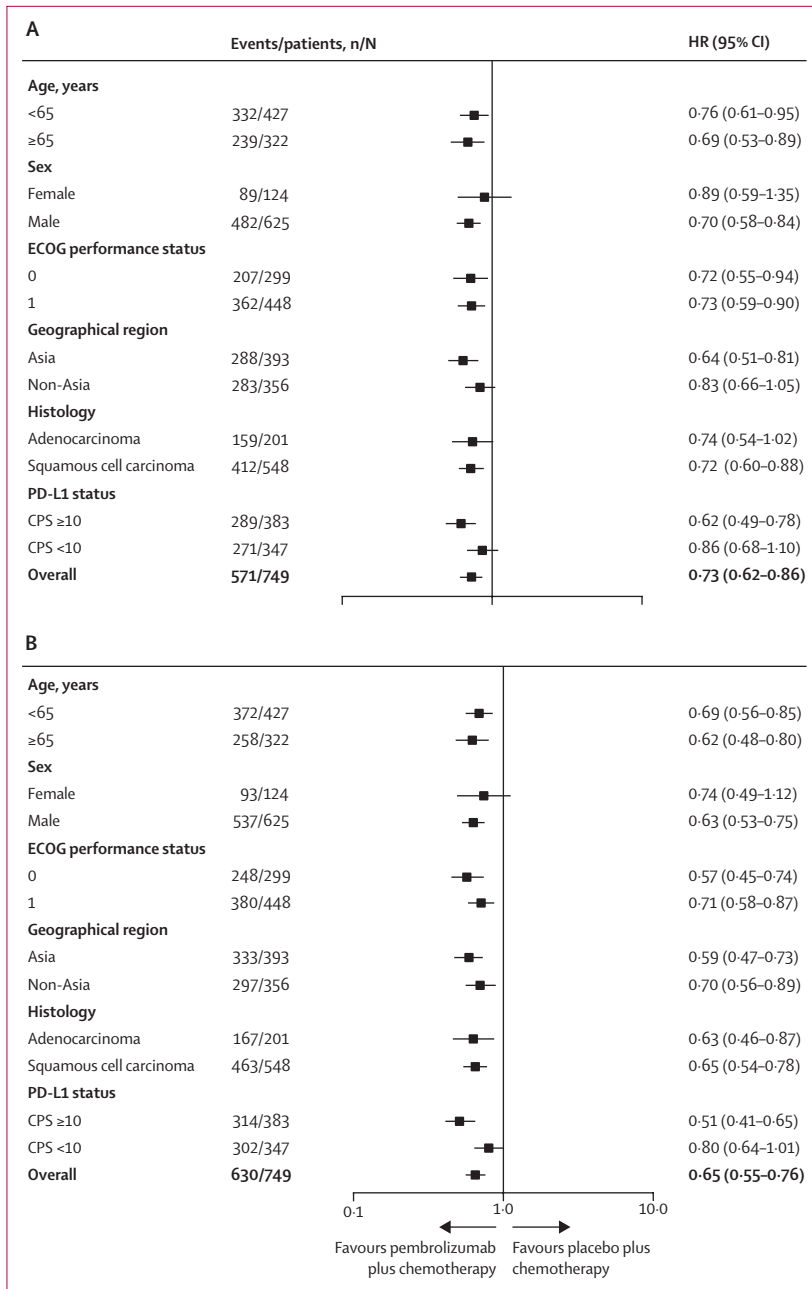 A
Events/patients, n/N HR (95% CI)
Age, years
<65 332/427 0·76 (0·61–0·95)
≥65 239/322 0·69 (0·53–0·89)
Sex
Female 89/124 0·89 (0·59–1·35)
Male 482/625 0·70 (0·58–0·84)
ECOG performance status
0 207/299 0·72 (0·55–0·94)
1 362/448 0·73 (0·59–0·90)
Geographical region
Asia 288/393 0·64 (0·51–0·81)
Non-Asia 283/356 0·83 (0·66–1·05)
Histology
Adenocarcinoma 159/201 0·74 (0·54–1·02)
Squamous cell carcinoma 412/548 0·72 (0·60–0·88)
PD-L1 status
CPS ≥10 289/383 0·62 (0·49–0·78)
CPS <10 271/347 0·86 (0·68–1·10)
Overall 571/749 0·73 (0·62–0·86)
B
Age, years
<65 372/427 0·69 (0·56–0·85)
≥65 258/322 0·62 (0·48–0·80)
Sex
Female 93/124 0·74 (0·49–1·12)
Male 537/625 0·63 (0·53–0·75)
ECOG performance status
0 248/299 0·57 (0·45–0·74)
1 380/448 0·71 (0·58–0·87)
Geographical region
Asia 333/393 0·59 (0·47–0·73)
Non-Asia 297/356 0·70 (0·56–0·89)
Histology
Adenocarcinoma 167/201 0·63 (0·46–0·87)
Squamous cell carcinoma 463/548 0·65 (0·54–0·78)
PD-L1 status
CPS ≥10 314/383 0·51 (0·41–0·65)
CPS <10 302/347 0·80 (0·64–1·01)
Overall 630/749 0·65 (0·55–0·76)
0·1 1·0 10·0
Favours pembrolizumab Favours placebo plus
plus chemotherapy chemotherapy